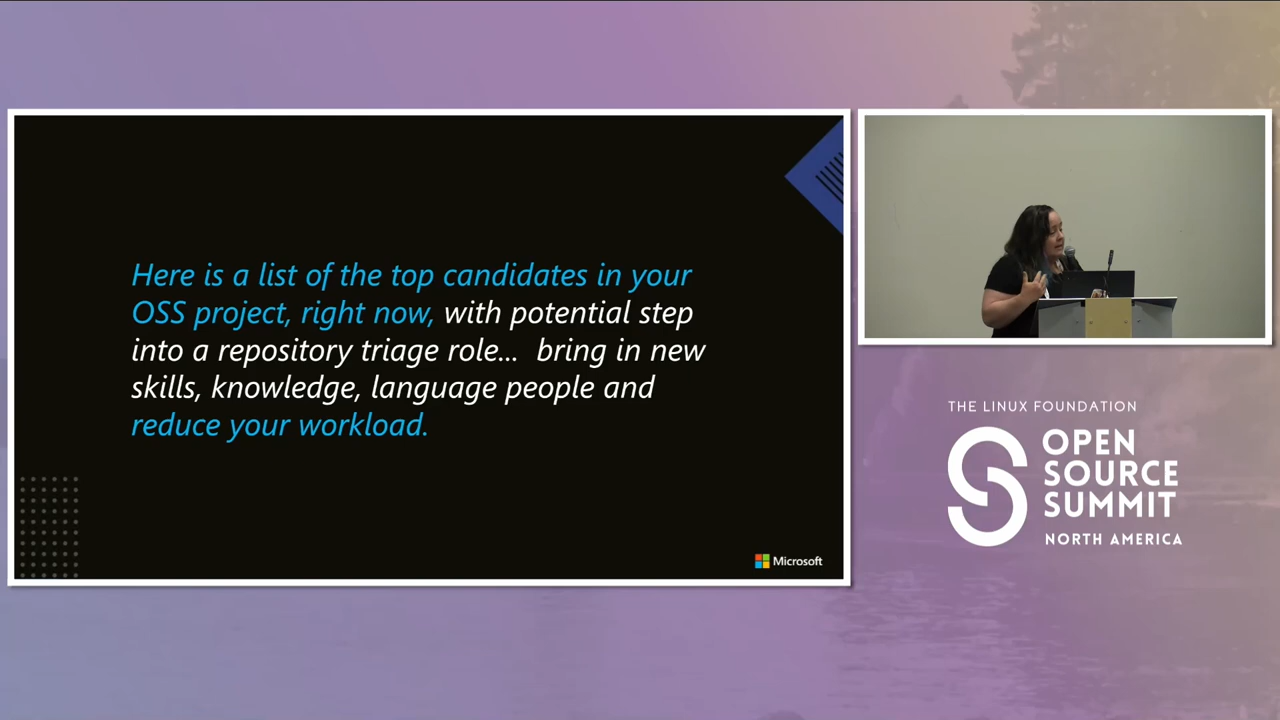 Here is a list of the top candidates in your
OSS project, right now, with potential step
into a repository triage role... bring in new
skills, knowledge, language people and
reduce your workload.
Microsoft
THE LINUX FOUNDATION
OPEN
SOURCE
SUMMIT
NORTH AMERICA